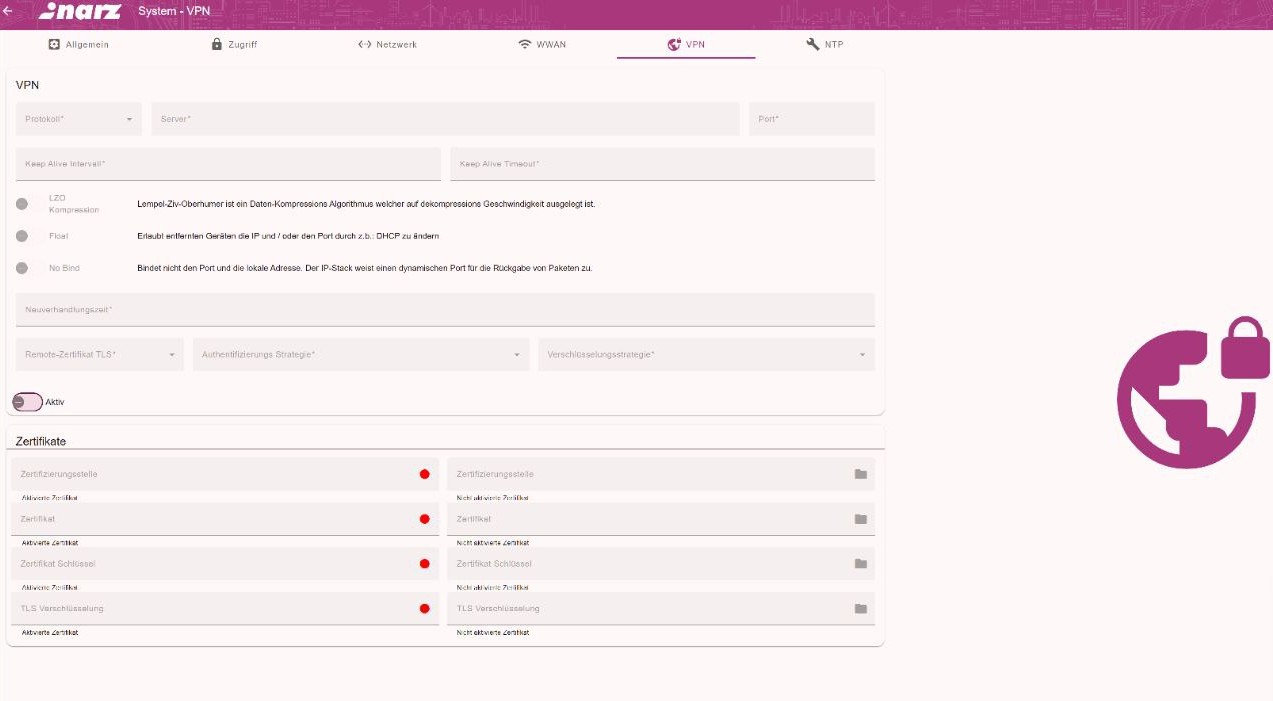 narz System - VPN
Allgemein Zugriff Netzwerk WWAN VPN NTP
VPN
Protokoll* Server* Port*
Keep Alive Intervall* Keep Alive Timeout*
LZO
Kompression
Lempel-Ziv-Oberhumer ist ein Daten-Kompressions Algorithmus welcher auf dekompressions Geschwindigkeit ausgelegt ist.
Float Erlaubt entfernten Geräten die IP und / oder den Port durch z.b.: DHCP zu ändern
No Bind Bindet nicht den Port und die lokale Adresse. Der IP-Stack weist einen dynamischen Port für die Rückgabe von Paketen zu.
Neuverhandlungszeit*
Remote-Zertifikat TLS* Authentifizierungs Strategie* Verschlüsselungsstrategie*
Aktiv
Zertifikate
Zertifizierungsstelle Zertifizierungsstelle
Aktivierte Zertifikat Nicht aktivierte Zertifikat
Zertifikat Zertifikat
Aktivierte Zertifikat Nicht aktivierte Zertifikat
Zertifikat Schlüssel Zertifikat Schlüssel
Aktivierte Zertifikat Nicht aktivierte Zertifikat
TLS Verschlüsselung TLS Verschlüsselung
Aktivierte Zertifikat Nicht aktivierte Zertifikat